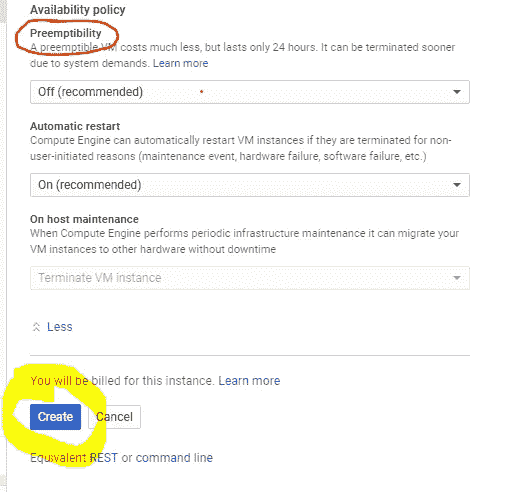 Availability policy
Preemptibility
A preemptible VM costs much less, but lasts only 24 hours. It can be terminated sooner
due to system demands. Learn more
Off (recommended)
Automatic restart
Compute Engine can automatically restart VM instances if they are terminated for non-
user-initiated reasons (maintenance event, hardware failure, software failure, etc.)
On (recommended)
On host maintenance
When Compute Engine performs periodic infrastructure maintenance it can migrate your
VM instances to other hardware without downtime
Terminate VM instance
Less
You will be billed for this instance. Learn more
Create Cancel
Equivalent REST or command line